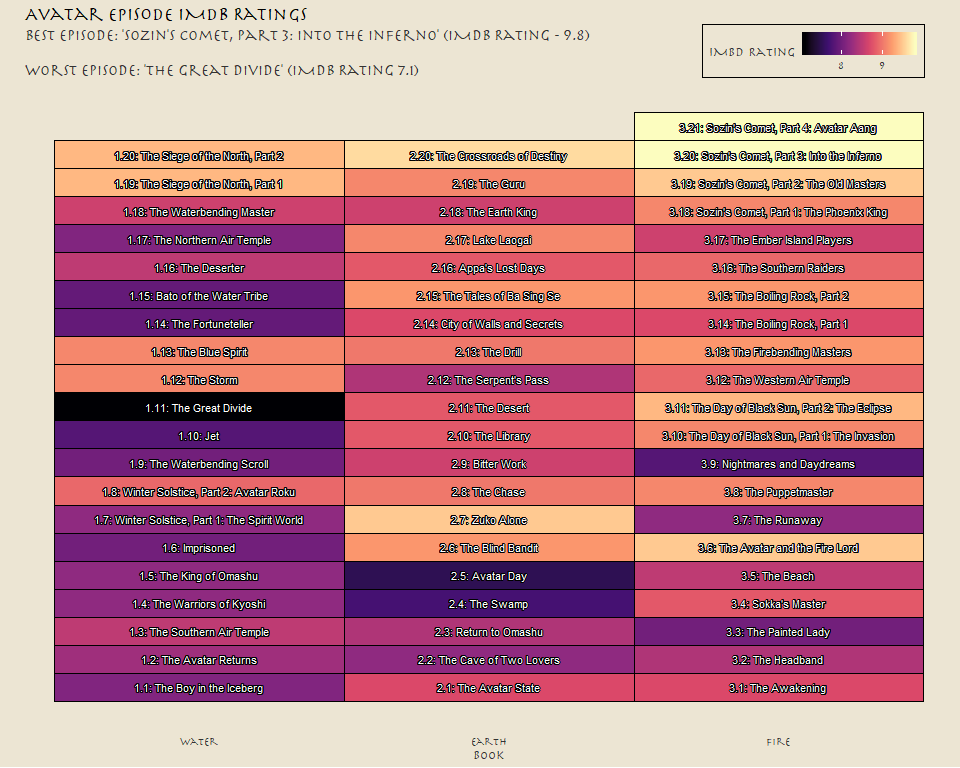 Avatar Episode IMDB Ratings
Best Episode: 'Sozin's Comet, Part 3: Into the Inferno' (IMDB Rating - 9.8)
Worst Episode: 'The Great Divide' (IMDB Rating 7.1)
IMBD Rating
8 9
3.21: Sozin's Comet, Part 4: Avatar Aang
1.20: The Siege of the North, Part 2
2.20: The Crossroads of Destiny
3.20: Sozin's Comet, Part 3: Into the Inferno
1.19: The Siege of the North, Part 1
2.19: The Guru
3.19: Sozin's Comet, Part 2: The Old Masters
1.18: The Waterbending Master
2.18: The Earth King
3.18: Sozin's Comet, Part 1: The Phoenix King
1.17: The Northern Air Temple
2.17: Lake Laogai
3.17: The Ember Island Players
1.16: The Deserter
2.16: Appa's Lost Days
3.16: The Southern Raiders
1.15: Bato of the Water Tribe
2.15: The Tales of Ba Sing Se
3.15: The Boiling Rock, Part 2
1.14: The Fortuneteller
2.14: City of Walls and Secrets
3.14: The Boiling Rock, Part 1
1.13: The Blue Spirit
2.13: The Drill
3.13: The Firebending Masters
1.12: The Storm
2.12: The Serpent's Pass
3.12: The Western Air Temple
1.11: The Great Divide
2.11: The Desert
3.11: The Day of Black Sun, Part 2: The Eclipse
1.10: Jet
2.10: The Library
3.10: The Day of Black Sun, Part 1: The Invasion
1.9: The Waterbending Scroll
2.9: Bitter Work
3.9: Nightmares and Daydreams
1.8: Winter Solstice, Part 2: Avatar Roku
2.8: The Chase
3.8: The Puppetmaster
1.7: Winter Solstice, Part 1: The Spirit World
2.7: Zuko Alone
3.7: The Runaway
1.6: Imprisoned
2.6: The Blind Bandit
3.6: The Avatar and the Fire Lord
1.5: The King of Omashu
2.5: Avatar Day
3.5: The Beach
1.4: The Warriors of Kyoshi
2.4: The Swamp
3.4: Sokka's Master
1.3: The Southern Air Temple
2.3: Return to Omashu
3.3: The Painted Lady
1.2: The Avatar Returns
2.2: The Cave of Two Lovers
3.2: The Headband
1.1: The Boy in the Iceberg
2.1: The Avatar State
3.1: The Awakening
Water
Earth
Fire
Book